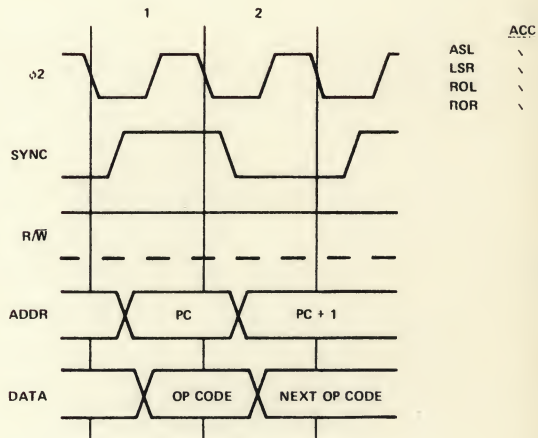 1 2
ACC
ASL
LSR
ROL
ROR
φ2
SYNC
R/W̅
ADDR PC PC + 1
DATA OP CODE NEXT OP CODE